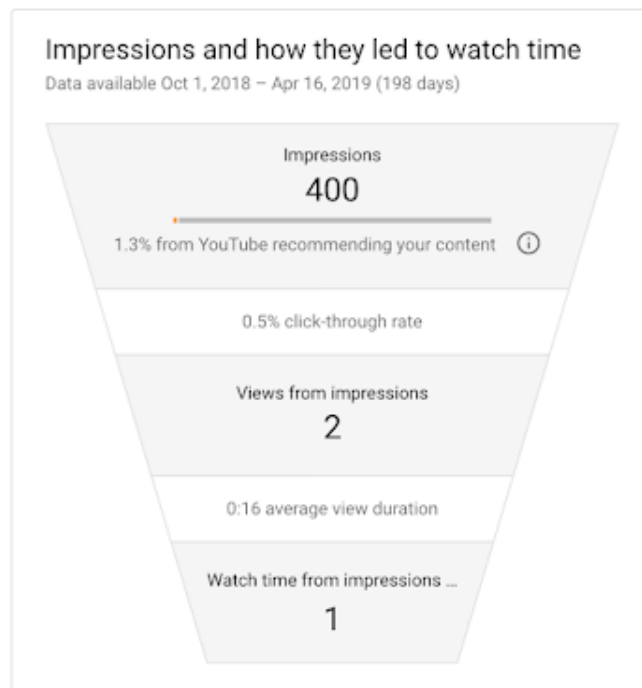 Impressions and how they led to watch time
Data available Oct 1, 2018 – Apr 16, 2019 (198 days)
Impressions
400
1.3% from YouTube recommending your content
0.5% click-through rate
Views from impressions
2
0:16 average view duration
Watch time from impressions ...
1